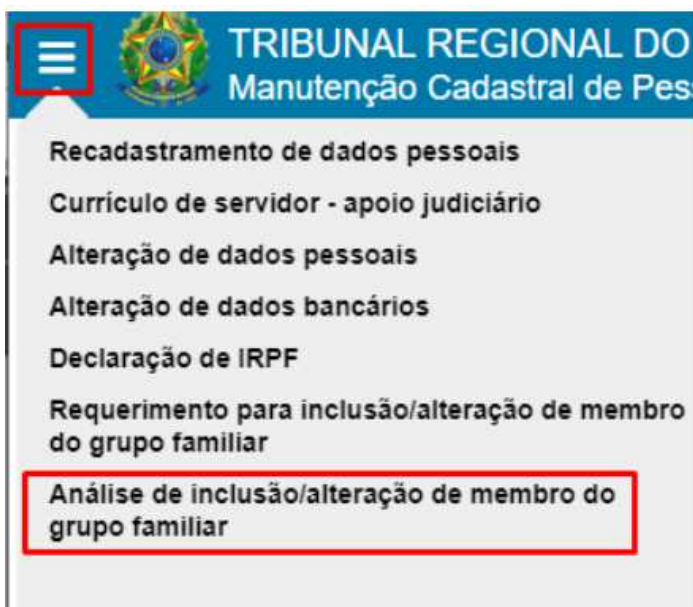 TRIBUNAL REGIONAL DO
Manutenção Cadastral de
Recadastramento de dados pessoais
Currículo de servidor - apoio judiciário
Alteração de dados pessoais
Alteração de dados bancários
Declaração de IRPF
Requerimento para inclusão/alteração de membro
do grupo familiar
Análise de inclusão/alteração de membro do
grupo familiar